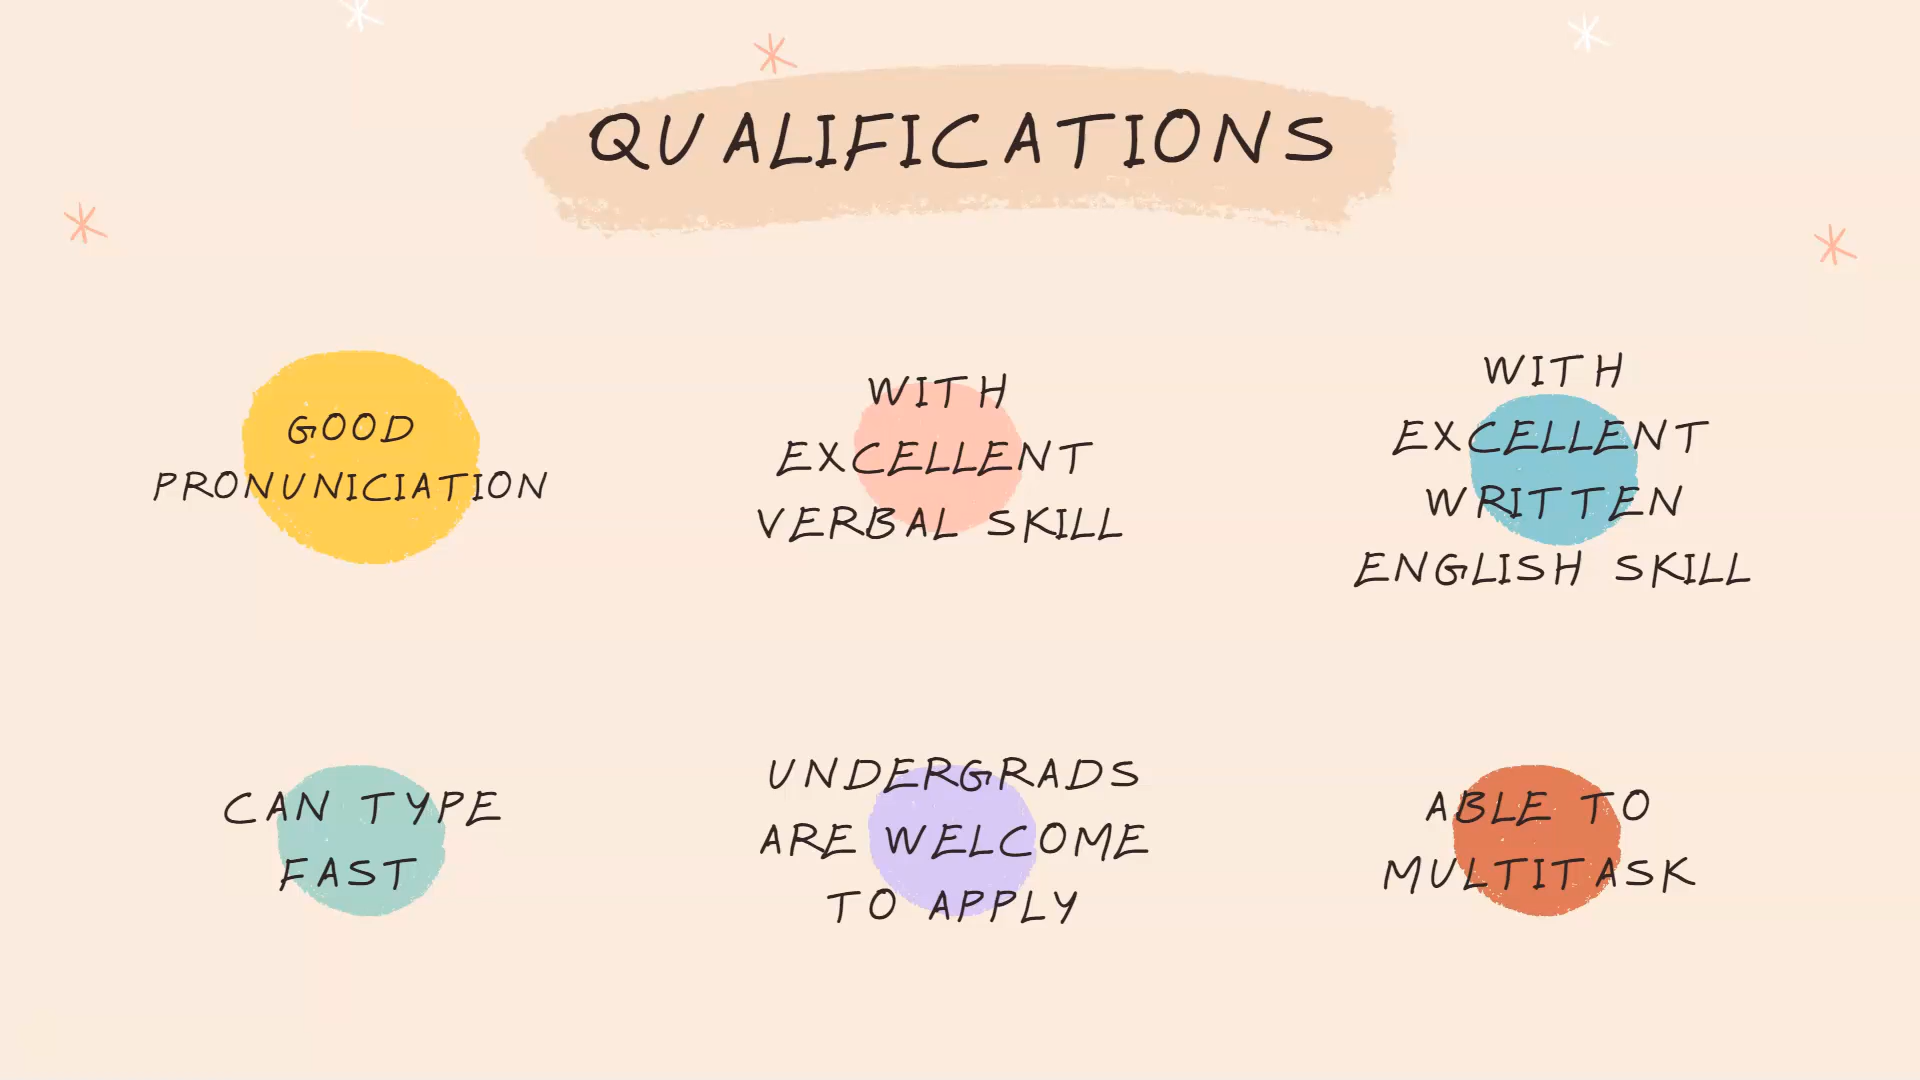 QUALIFICATIONS
GOOD
PRONUNICIATION
WITH
EXCELLENT
VERBAL SKILL
WITH
EXCELLENT
WRITTEN
ENGLISH SKILL
CAN TYPE
FAST
UNDERGRADS
ARE WELCOME
TO APPLY
ABLE TO
MULTITASK